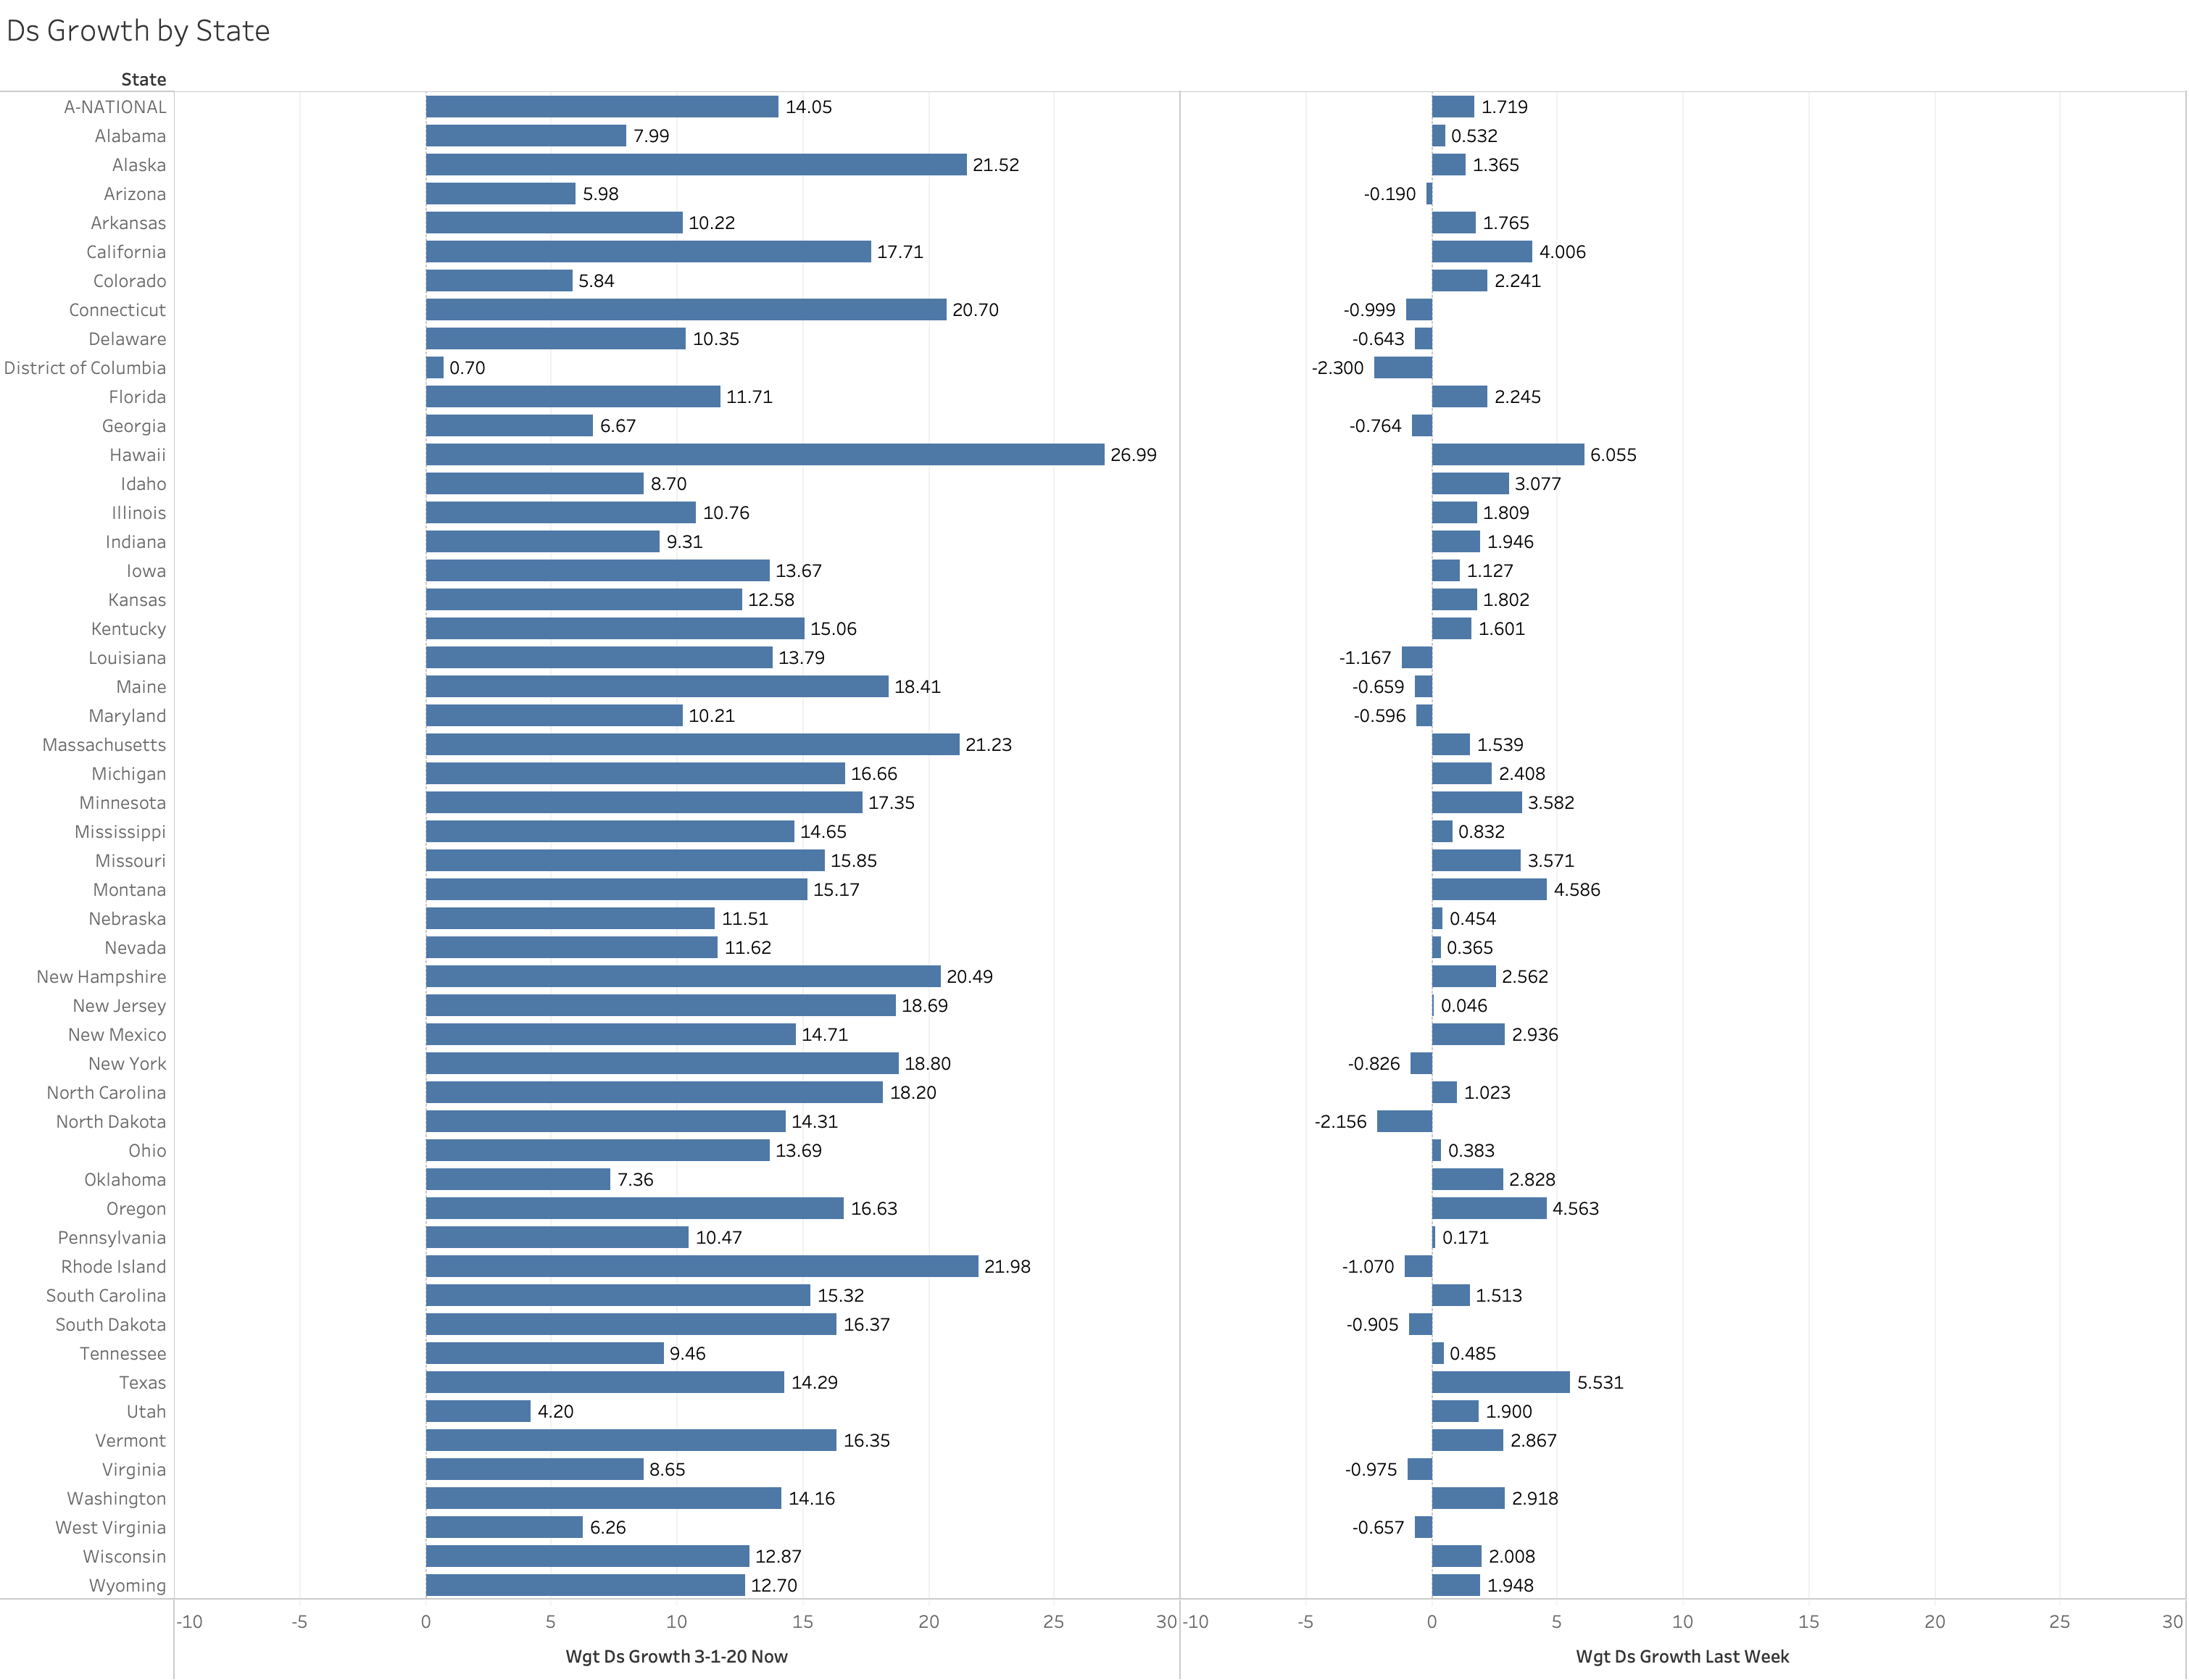 Ds Growth by State
State
A-NATIONAL 14.05 1.719
Alabama 7.99 0.532
Alaska 21.52 1.365
Arizona 5.98 -0.190
Arkansas 10.22 1.765
California 17.71 4.006
Colorado 5.84 2.241
Connecticut 20.70 -0.999
Delaware 10.35 -0.643
District of Columbia 0.70 -2.300
Florida 11.71 2.245
Georgia 6.67 -0.764
Hawaii 26.99 6.055
Idaho 8.70 3.077
Illinois 10.76 1.809
Indiana 9.31 1.946
Iowa 13.67 1.127
Kansas 12.58 1.802
Kentucky 15.06 1.601
Louisiana 13.79 -1.167
Maine 18.41 -0.659
Maryland 10.21 -0.596
Massachusetts 21.23 1.539
Michigan 16.66 2.408
Minnesota 17.35 3.582
Mississippi 14.65 0.832
Missouri 15.85 3.571
Montana 15.17 4.586
Nebraska 11.51 0.454
Nevada 11.62 0.365
New Hampshire 20.49 2.562
New Jersey 18.69 0.046
New Mexico 14.71 2.936
New York 18.80 -0.826
North Carolina 18.20 1.023
North Dakota 14.31 -2.156
Ohio 13.69 0.383
Oklahoma 7.36 2.828
Oregon 16.63 4.563
Pennsylvania 10.47 0.171
Rhode Island 21.98 -1.070
South Carolina 15.32 1.513
South Dakota 16.37 -0.905
Tennessee 9.46 0.485
Texas 14.29 5.531
Utah 4.20 1.900
Vermont 16.35 2.867
Virginia 8.65 -0.975
Washington 14.16 2.918
West Virginia 6.26 -0.657
Wisconsin 12.87 2.008
Wyoming 12.70 1.948
-10 -5 0 5 10 15 20 25 30 -10 -5 0 5 10 15 20 25 30
Wgt Ds Growth 3-1-20 Now Wgt Ds Growth Last Week